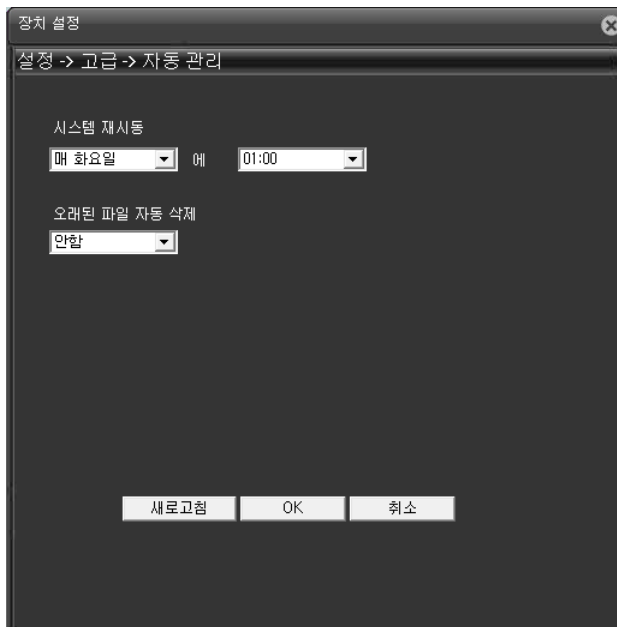 장치 설정
설정 -> 고급 -> 자동 관리
시스템 재시동
매 화요일 에 01:00
오래된 파일 자동 삭제
안함
새로고침 OK 취소